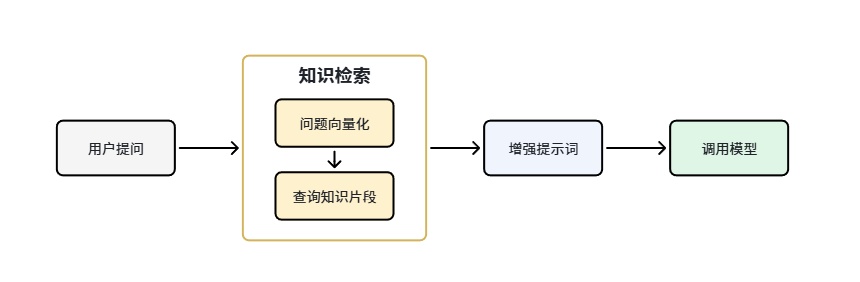 用户提问
知识检索
问题向量化
查询知识片段
增强提示词
调用模型